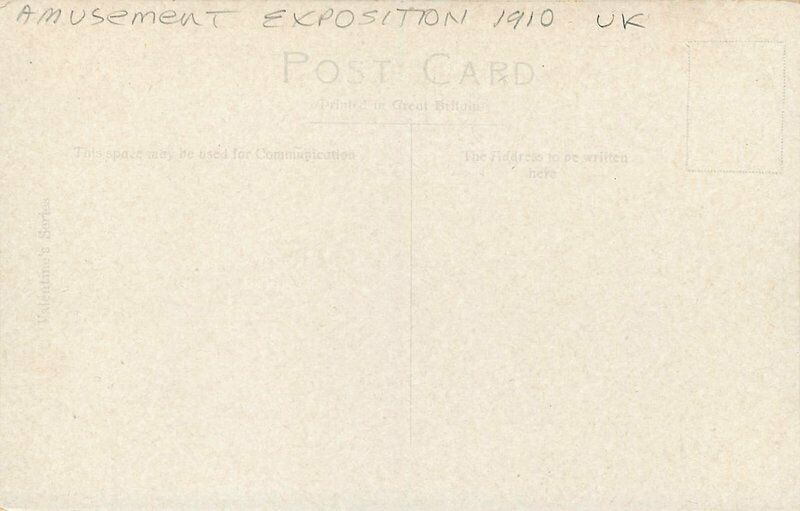 AMUSEMENT EXPOSITION 1910 UK
POST CARD
Printed in Great Britain
This space may be used for Communication
The Address to be written
here
Valentine's Series